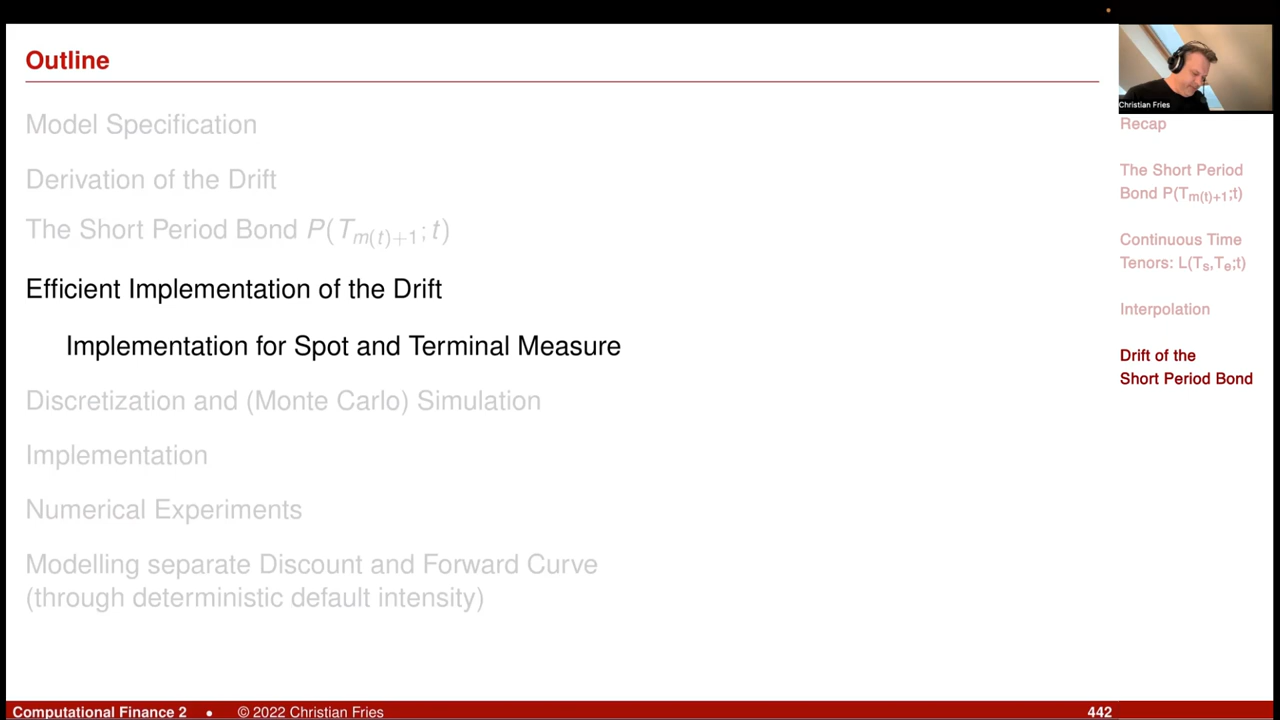 Outline
Model Specification
Derivation of the Drift
The Short Period Bond P(T_{m(t)+1}; t)
Efficient Implementation of the Drift
Implementation for Spot and Terminal Measure
Discretization and (Monte Carlo) Simulation
Implementation
Numerical Experiments
Modelling separate Discount and Forward Curve
(through deterministic default intensity)
Christian Fries
Recap
The Short Period
Bond P(T_{m(t)+1};t)
Continuous Time
Tenors: L(T_s,T_e;t)
Interpolation
Drift of the
Short Period Bond
Computational Finance 2 • © 2022 Christian Fries
442